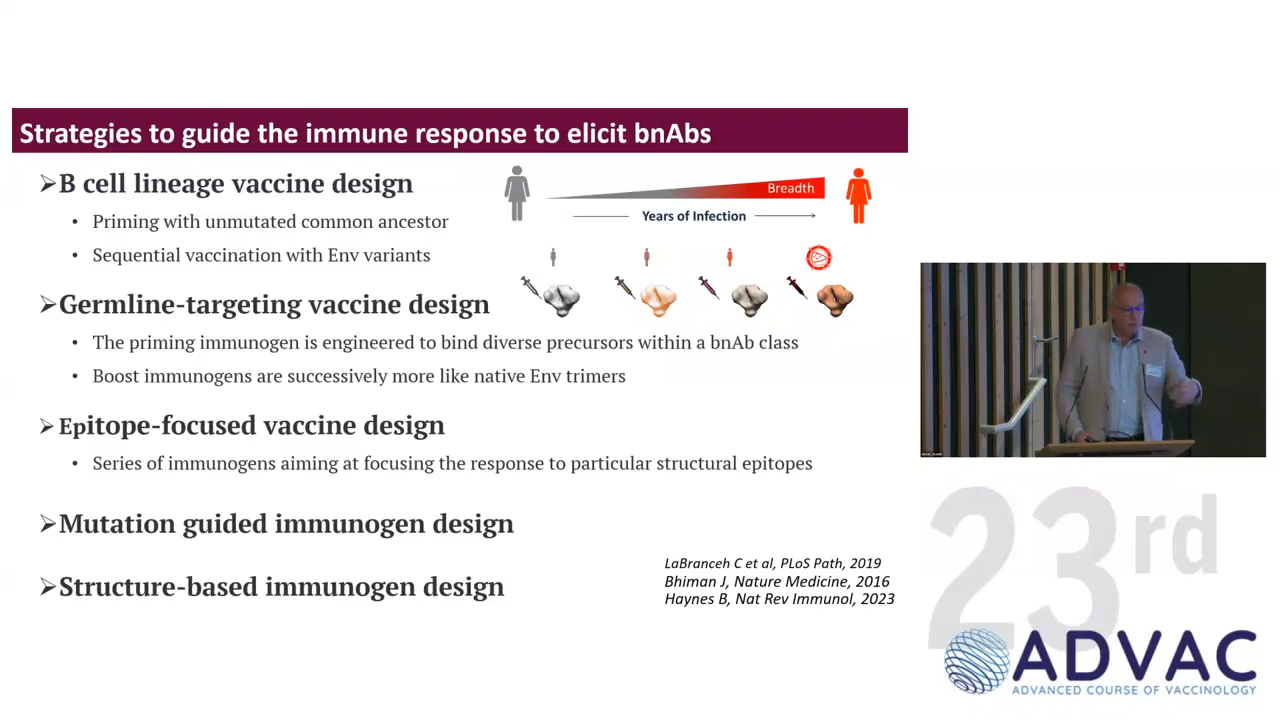 Strategies to guide the immune response to elicit bnAbs
➢B cell lineage vaccine design
• Priming with unmutated common ancestor
• Sequential vaccination with Env variants
Breadth
Years of Infection
➢Germline-targeting vaccine design
• The priming immunogen is engineered to bind diverse precursors within a bnAb class
• Boost immunogens are successively more like native Env trimers
➢Epitope-focused vaccine design
• Series of immunogens aiming at focusing the response to particular structural epitopes
➢Mutation guided immunogen design
➢Structure-based immunogen design
LaBranceh C et al, PLoS Path, 2019
Bhiman J, Nature Medicine, 2016
Haynes B, Nat Rev Immunol, 2023
23rd
ADVAC
ADVANCED COURSE OF VACCINOLOGY